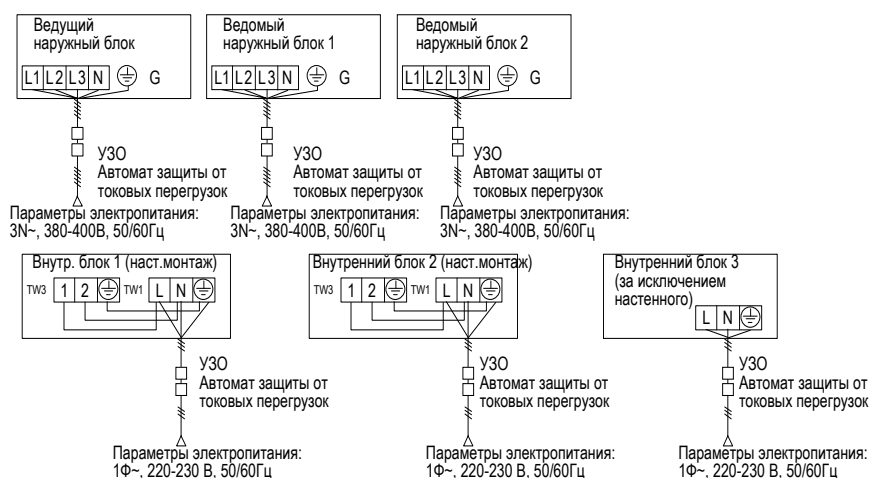 Ведущий
наружный блок
L1 L2 L3 N G
УЗО
Автомат защиты от
токовых перегрузок
Параметры электропитания:
3N~, 380-400В, 50/60Гц
Ведомый
наружный блок 1
L1 L2 L3 N G
УЗО
Автомат защиты от
токовых перегрузок
Параметры электропитания:
3N~, 380-400В, 50/60Гц
Ведомый
наружный блок 2
L1 L2 L3 N G
УЗО
Автомат защиты от
токовых перегрузок
Параметры электропитания:
3N~, 380-400В, 50/60Гц
Внутр. блок 1 (наст.монтаж)
TW3 1 2 TW1 L N
УЗО
Автомат защиты от
токовых перегрузок
Параметры электропитания:
1Ф~, 220-230 В, 50/60Гц
Внутренний блок 2 (наст.монтаж)
TW3 1 2 TW1 L N
УЗО
Автомат защиты от
токовых перегрузок
Параметры электропитания:
1Ф~, 220-230 В, 50/60Гц
Внутренний блок 3
(за исключением
настенного)
L N
УЗО
Автомат защиты от
токовых перегрузок
Параметры электропитания:
1Ф~, 220-230 В, 50/60Гц